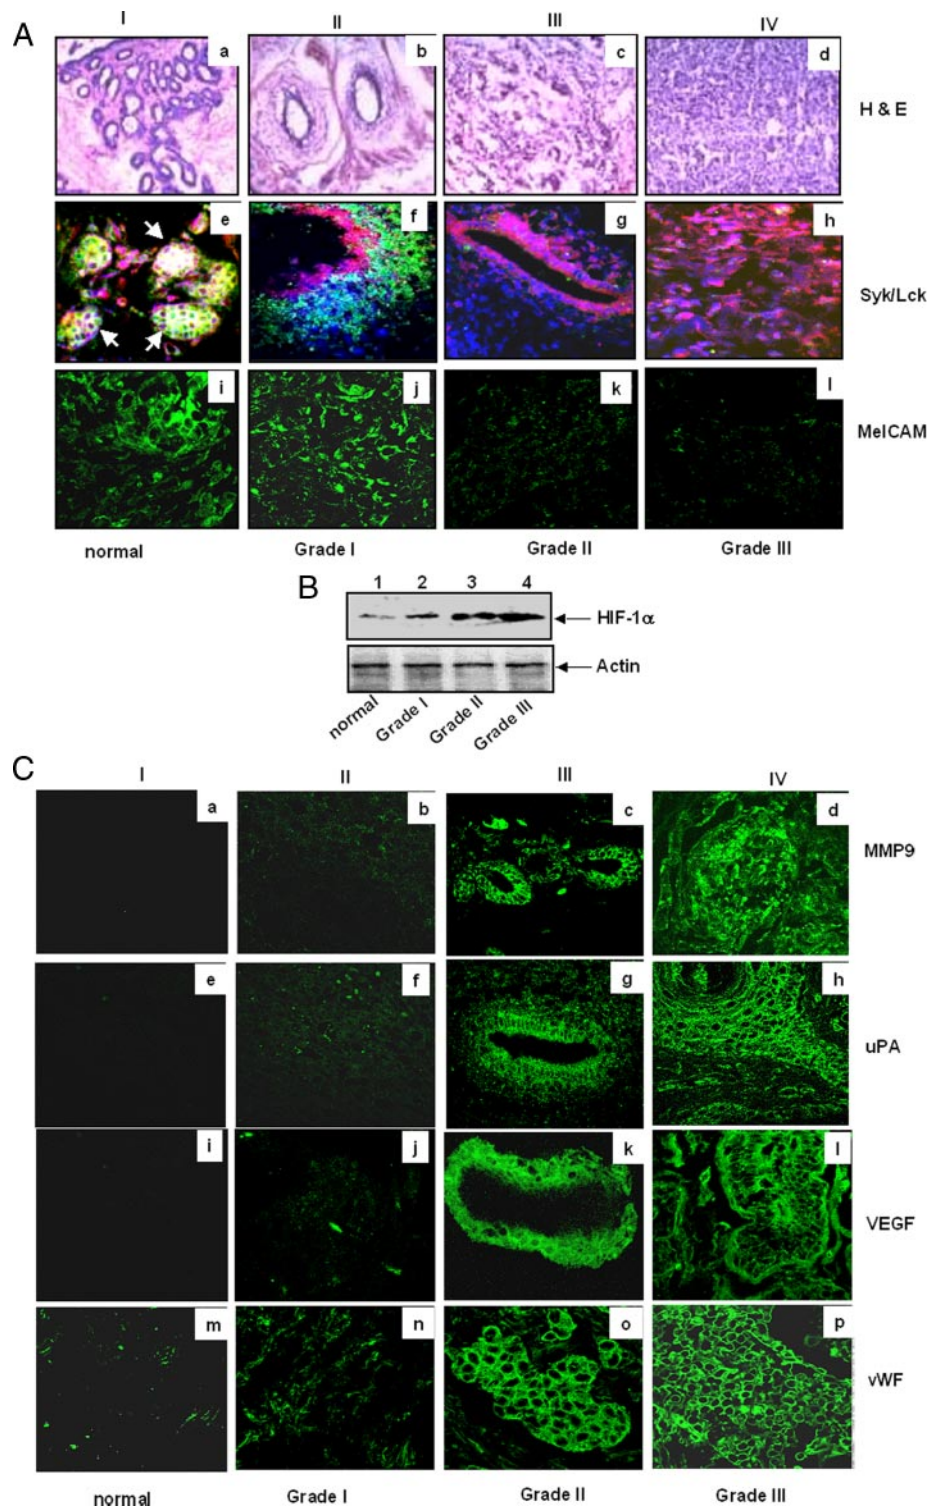 A
I II III IV
a b c d
H & E
e f g h
Syk/Lck
i j k l
MelCAM
normal Grade I Grade II Grade III
B
1 2 3 4
HIF-1α
Actin
normal Grade I Grade II Grade III
C
I II III IV
a b c d
MMP9
e f g h
uPA
i j k l
VEGF
m n o p
vWF
normal Grade I Grade II Grade III